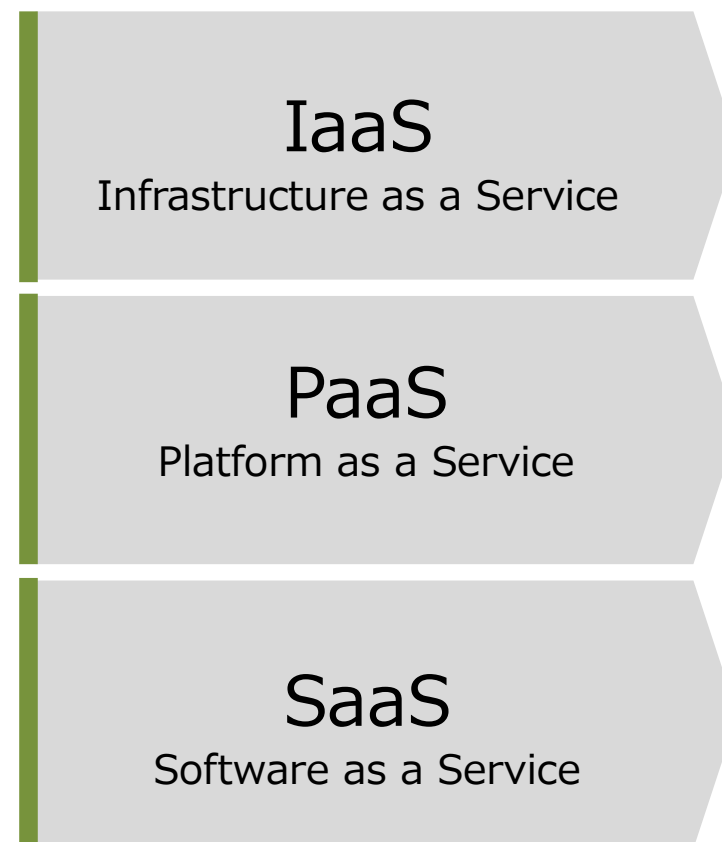 IaaS
Infrastructure as a Service
PaaS
Platform as a Service
SaaS
Software as a Service